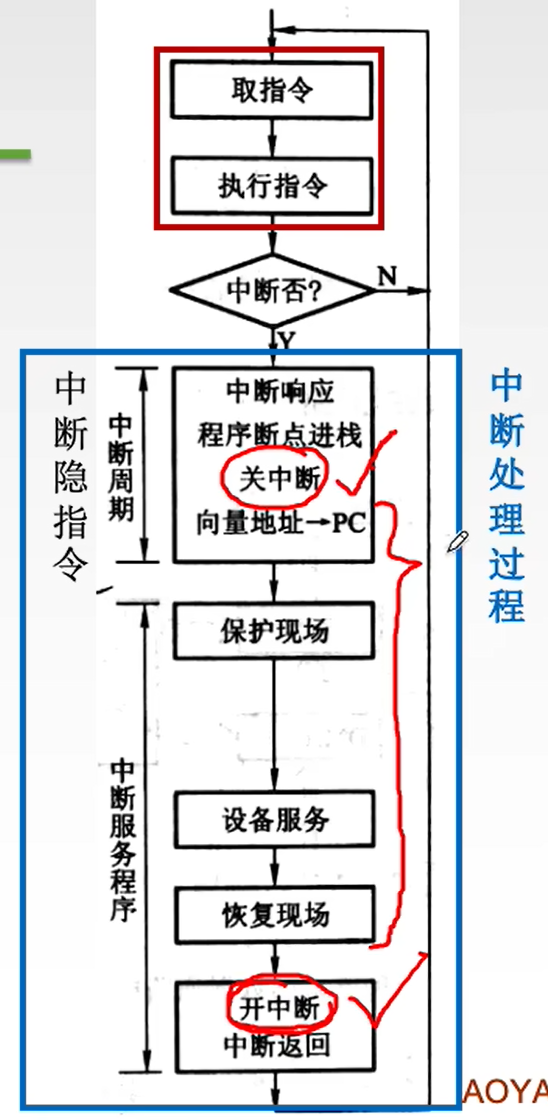 取指令
执行指令
中断否?
N
Y
中断隐指令
中断周期
中断响应
程序断点进栈
关中断
向量地址→PC
中断处理过程
保护现场
中断服务程序
设备服务
恢复现场
开中断
中断返回
AOYA